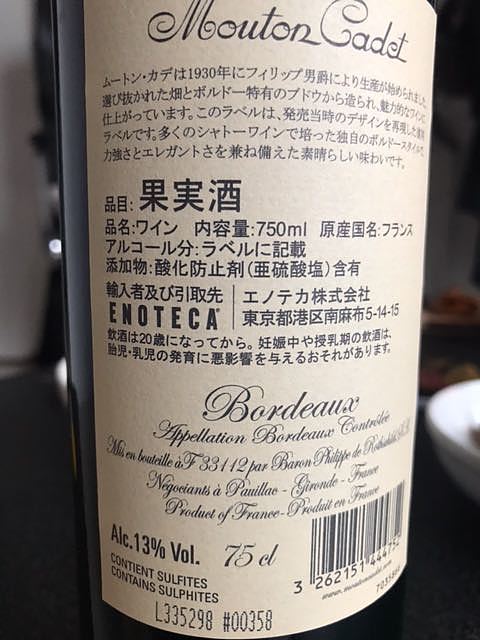 Mouton Cadet
ムートン・カデは1930年にフィリップ男爵により生産が始められました。
選び抜かれた畑とボルドー特有のブドウから造られ、魅力的なワインに
仕上がっています。このラベルは、発売当時のデザインを再現した
ラベルです。多くのシャトーワインで培った独自のボルドースタイルで、
力強さとエレガントさを兼ね備えた素晴らしい味わいです。
品目:果実酒
品名:ワイン 内容量:750ml 原産国名:フランス
アルコール分:ラベルに記載
添加物:酸化防止剤(亜硫酸塩)含有
輸入者及び引取先 エノテカ株式会社
ENOTECA 東京都港区南麻布5-14-15
飲酒は20歳になってから。妊娠中や授乳期の飲酒は、
胎児・乳児の発育に悪影響を与えるおそれがあります。
Bordeaux
Appellation Bordeaux Contrôlée
Mis en bouteille à F 33112 par Baron Philippe de Rothschild
Négociants à Pauillac - Gironde - France
Product of France - Produit en France
Alc.13% Vol. 75 cl
CONTIENT SULFITES
CONTAINS SULPHITES
3 262151 444754
L335298 #00358